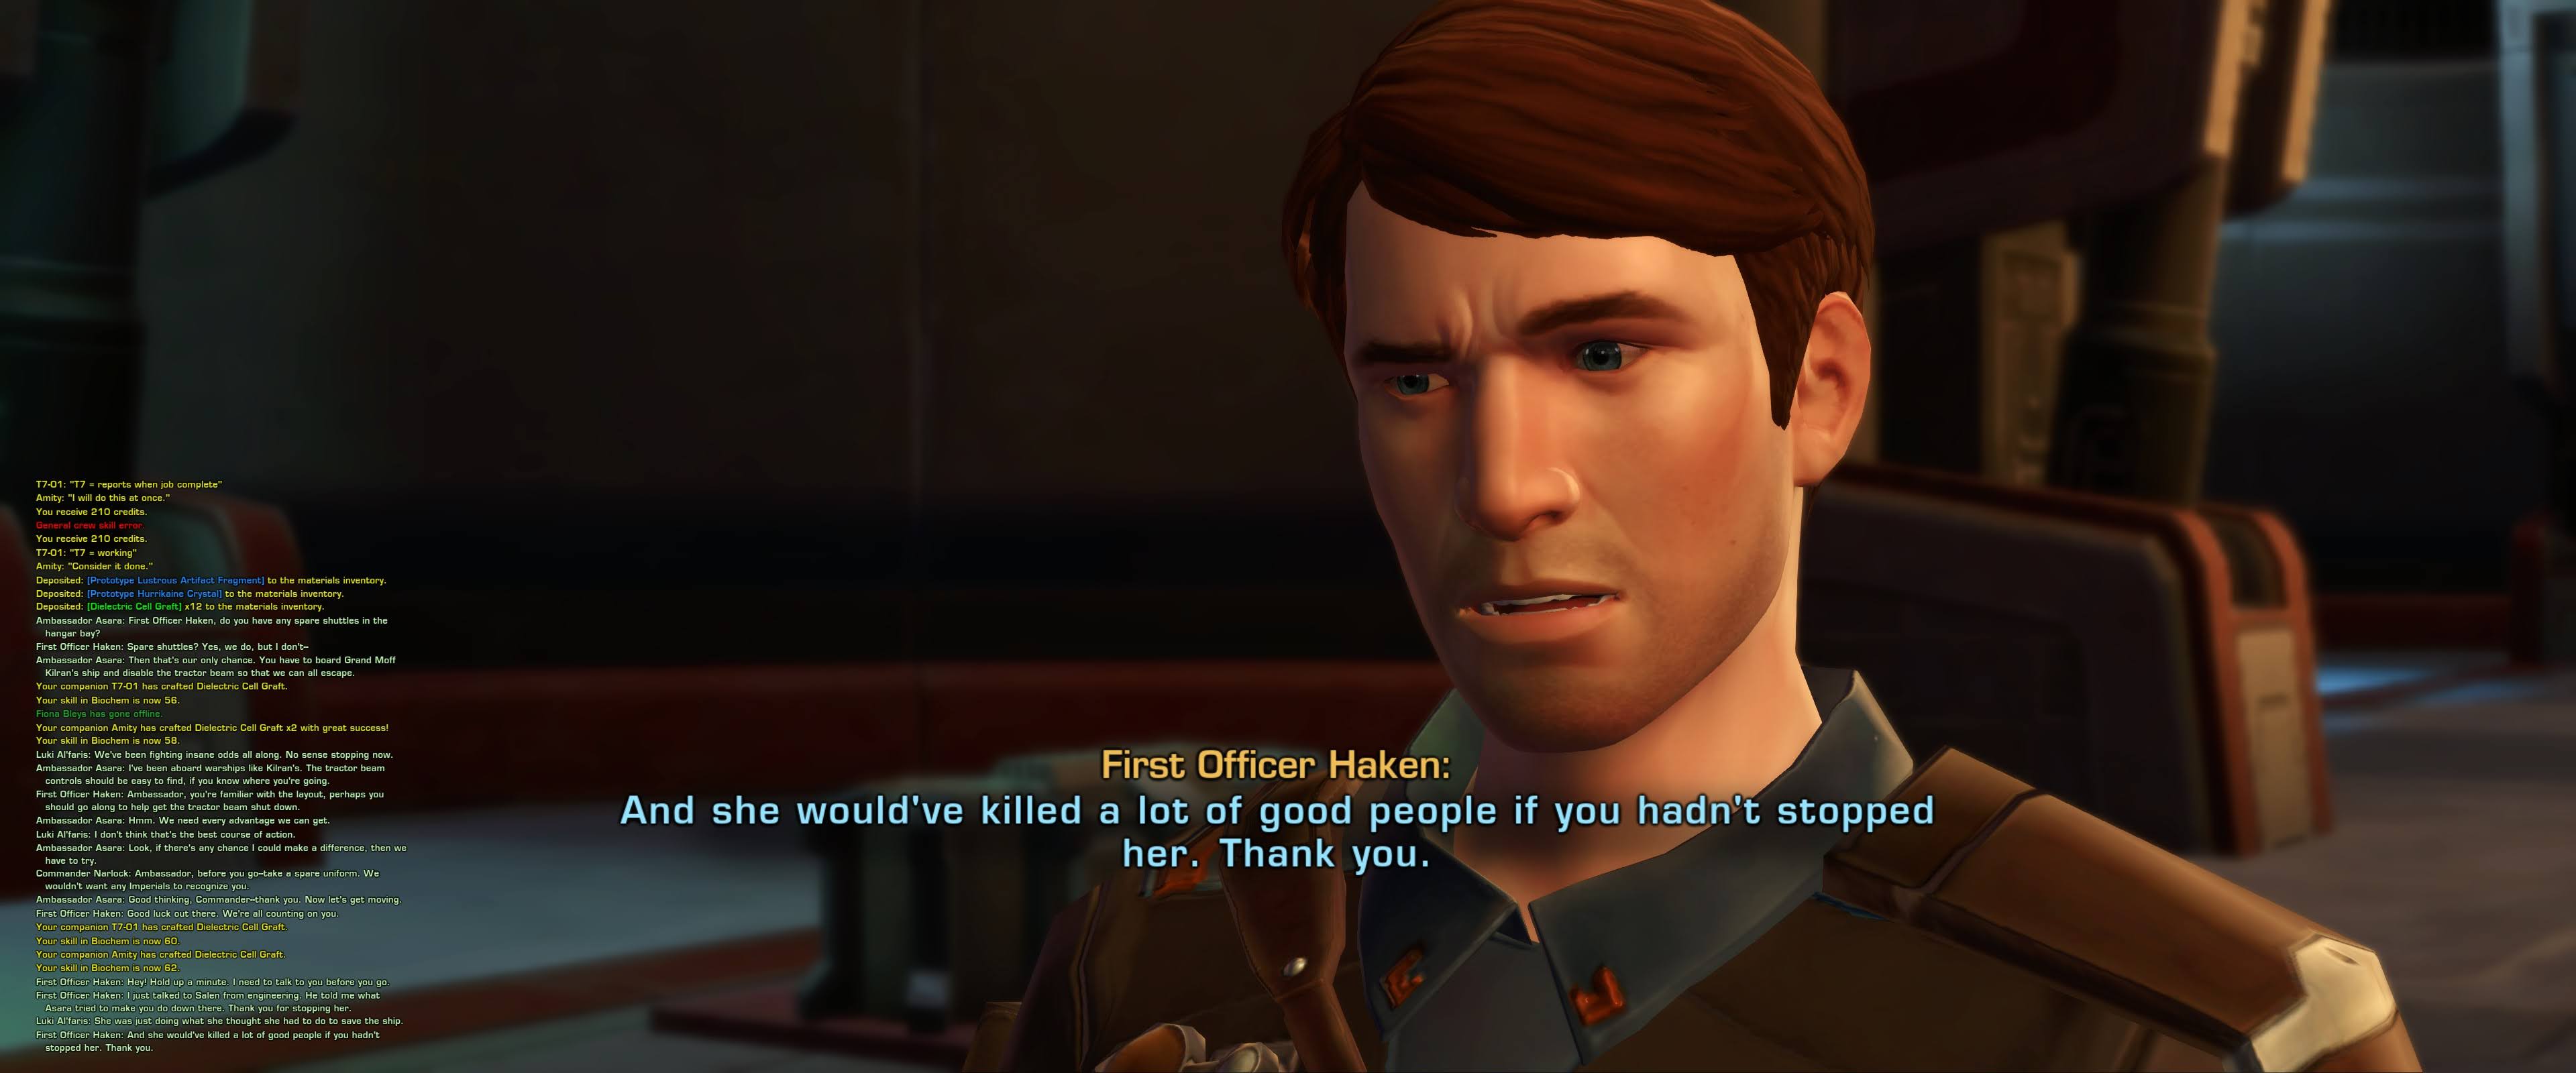 T7-01: "T7 = reports when job complete"
Amity: "I will do this at once."
You receive 210 credits.
General crew skill error.
You receive 210 credits.
T7-01: "T7 = working"
Amity: "Consider it done."
Deposited: [Prototype Lustrous Artifact Fragment] to the materials inventory.
Deposited: [Prototype Hurrikaine Crystal] to the materials inventory.
Deposited: [Dielectric Cell Graft] x12 to the materials inventory.
Ambassador Asara: First Officer Haken, do you have any spare shuttles in the
hangar bay?
First Officer Haken: Spare shuttles? Yes, we do, but I don't–
Ambassador Asara: Then that's our only chance. You have to board Grand Moff
Kilran's ship and disable the tractor beam so that we can all escape.
Your companion T7-01 has crafted Dielectric Cell Graft.
Your skill in Biochem is now 56.
Fiona Bleys has gone offline.
Your companion Amity has crafted Dielectric Cell Graft x2 with great success!
Your skill in Biochem is now 58.
Luki Al'faris: We've been fighting insane odds all along. No sense stopping now.
Ambassador Asara: I've been aboard warships like Kilran's. The tractor beam
controls should be easy to find, if you know where you're going.
First Officer Haken: Ambassador, you're familiar with the layout, perhaps you
should go along to help get the tractor beam shut down.
Ambassador Asara: Hmm. We need every advantage we can get.
Luki Al'faris: I don't think that's the best course of action.
Ambassador Asara: Look, if there's any chance I could make a difference, then we
have to try.
Commander Narlock: Ambassador, before you go–take a spare uniform. We
wouldn't want any Imperials to recognize you.
Ambassador Asara: Good thinking, Commander–thank you. Now let's get moving.
First Officer Haken: Good luck out there. We're all counting on you.
Your companion T7-01 has crafted Dielectric Cell Graft.
Your skill in Biochem is now 60.
Your companion Amity has crafted Dielectric Cell Graft.
Your skill in Biochem is now 62.
First Officer Haken: Hey! Hold up a minute. I need to talk to you before you go.
First Officer Haken: I just talked to Salen from engineering. He told me what
Asara tried to make you do down there. Thank you for stopping her.
Luki Al'faris: She was just doing what she thought she had to do to save the ship.
First Officer Haken: And she would've killed a lot of good people if you hadn't
stopped her. Thank you.
First Officer Haken:
And she would've killed a lot of good people if you hadn't stopped
her. Thank you.